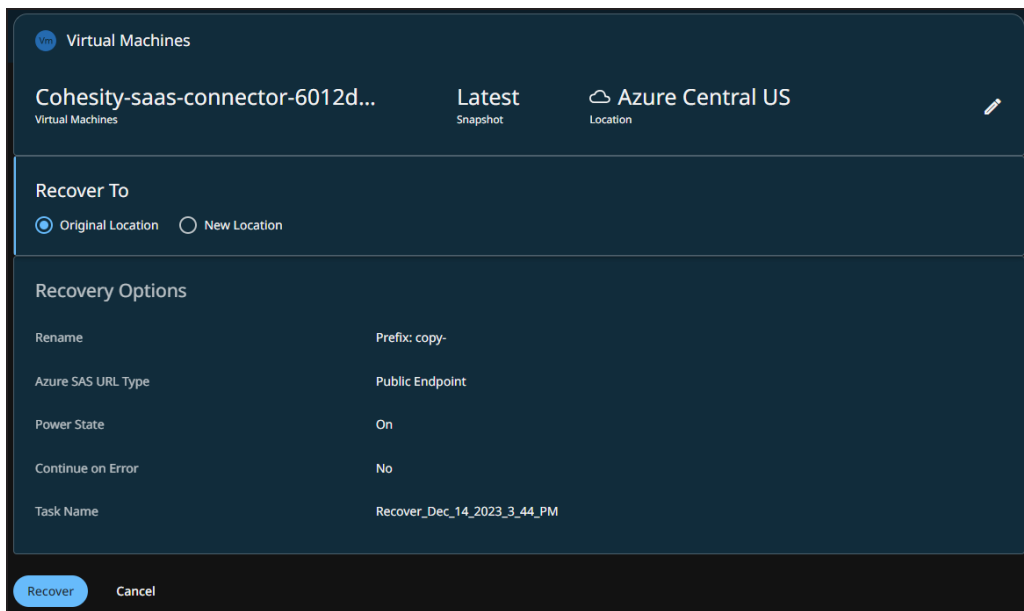 Vm Virtual Machines
Cohesity-saas-connector-6012d... Latest Azure Central US
Virtual Machines Snapshot Location
Recover To
Original Location New Location
Recovery Options
Rename Prefix: copy-
Azure SAS URL Type Public Endpoint
Power State On
Continue on Error No
Task Name Recover_Dec_14_2023_3_44_PM
Recover Cancel